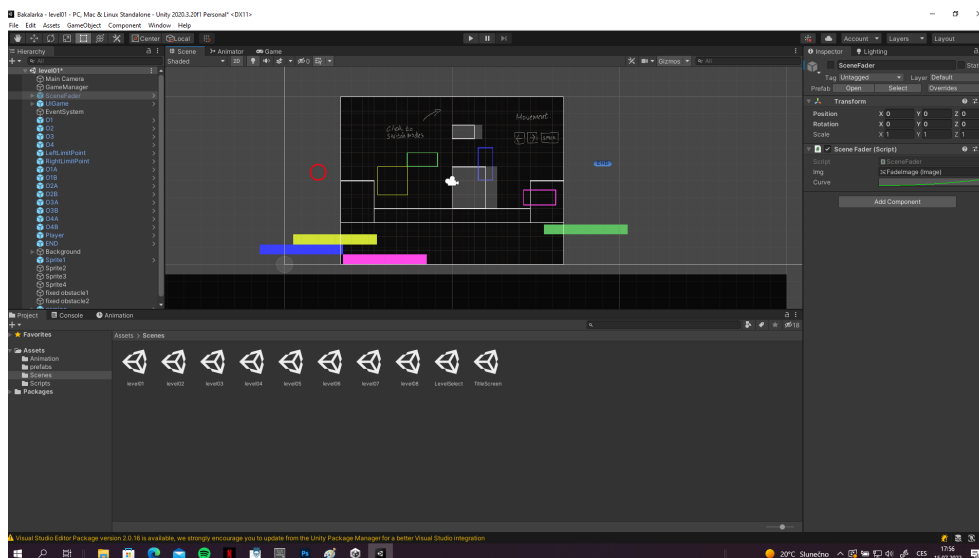 Bakalarka - level01 - PC, Mac & Linux Standalone - Unity 2020.3.20f1 Personal* <DX11>
File Edit Assets GameObject Component Window Help
Center Local
Account Layers Layout
Hierarchy
Scene Animator Game
Inspector Lighting
All
Shaded 2D 0 Gizmos All
SceneFader Stat
Tag Untagged Layer Default
Prefab Open Select Overrides
level01*
Main Camera
GameManager
SceneFader
UIGame
EventSystem
O1
O2
O3
O4
LeftLimitPoint
RightLimitPoint
O1A
O1B
O2A
O2B
O3A
O3B
O4A
O4B
Player
END
Background
Sprite1
Sprite2
Sprite3
Sprite4
fixed obstacle1
fixed obstacle2
Click to
switch modes
Movement
END
Transform
Position X 0 Y 0 Z 0
Rotation X 0 Y 0 Z 0
Scale X 1 Y 1 Z 1
Scene Fader (Script)
Script SceneFader
Img FadeImage (Image)
Curve
Add Component
Project Console Animation
18
Favorites
Assets
Animation
prefabs
Scenes
Scripts
Packages
Assets > Scenes
level01 level02 level03 level04 level05 level06 level07 level08 LevelSelect TitleScreen
Visual Studio Editor Package version 2.0.16 is available, we strongly encourage you to update from the Unity Package Manager for a better Visual Studio integration
20°C Slunečno CES 17:56
15.07.2022